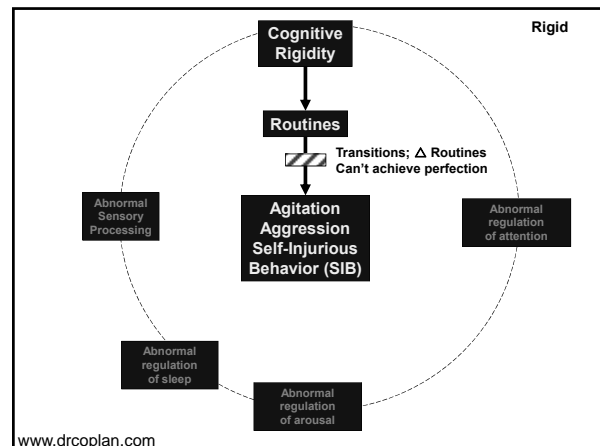 Rigid
Cognitive
Rigidity
Routines
Transitions; Δ Routines
Can't achieve perfection
Agitation
Aggression
Self-Injurious
Behavior (SIB)
Abnormal
Sensory
Processing
Abnormal
regulation
of attention
Abnormal
regulation
of sleep
Abnormal
regulation
of arousal
www.drcoplan.com